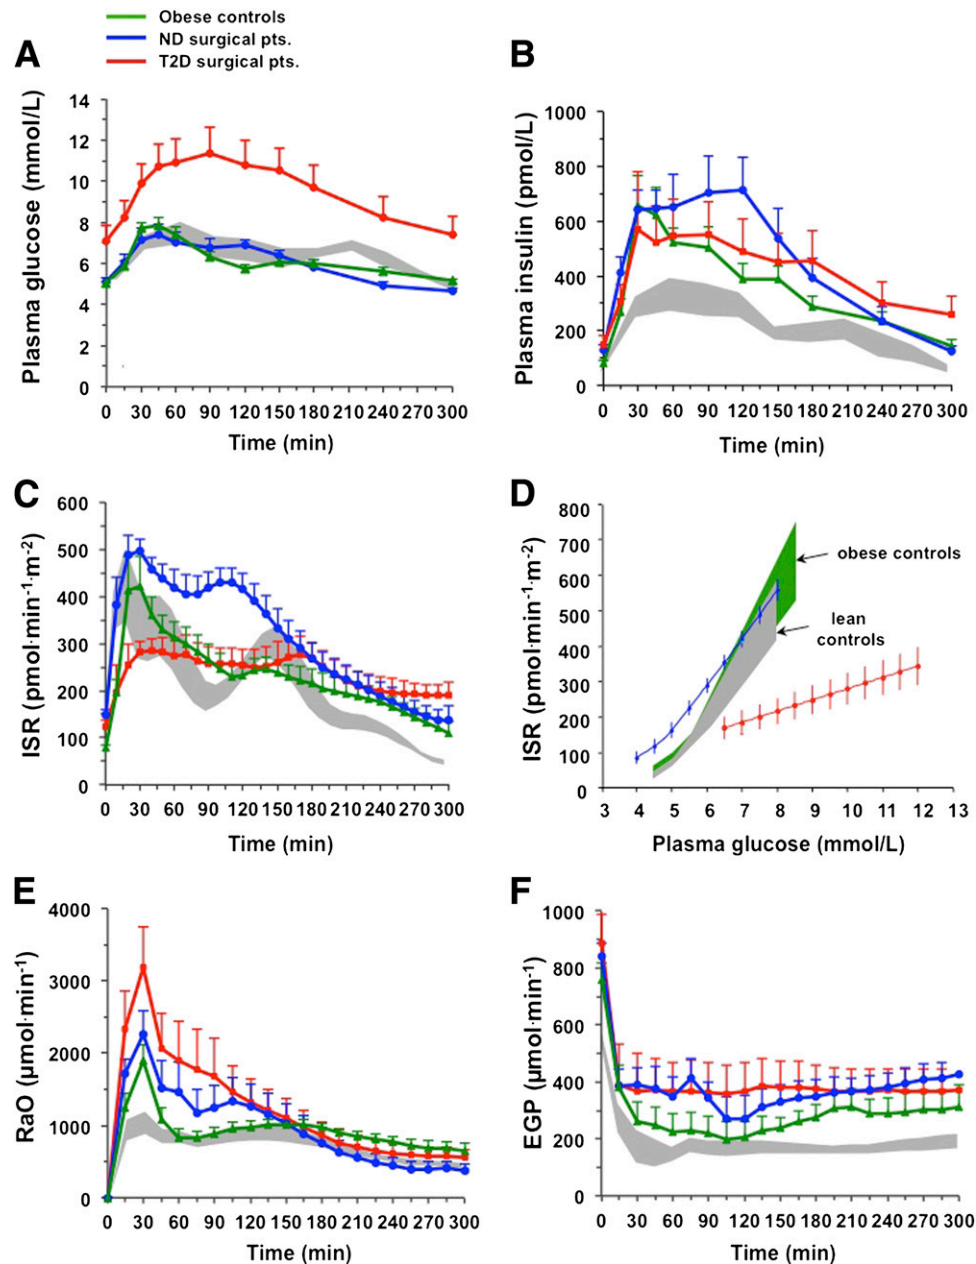 Obese controls
ND surgical pts.
T2D surgical pts.
A
Plasma glucose (mmol/L)
14
12
10
8
6
4
2
0
0 30 60 90 120 150 180 210 240 270 300
Time (min)
B
Plasma insulin (pmol/L)
1000
800
600
400
200
0
0 30 60 90 120 150 180 210 240 270 300
Time (min)
C
ISR (pmol·min-1·m-2)
600
500
400
300
200
100
0
0 30 60 90 120 150 180 210 240 270 300
Time (min)
D
ISR (pmol·min-1·m-2)
800
700
600
500
400
300
200
100
0
obese controls
lean
controls
3 4 5 6 7 8 9 10 11 12 13
Plasma glucose (mmol/L)
E
RaO (µmol·min-1)
4000
3000
2000
1000
0
0 30 60 90 120 150 180 210 240 270 300
Time (min)
F
EGP (µmol·min-1)
1000
800
600
400
200
0
0 30 60 90 120 150 180 210 240 270 300
Time (min)